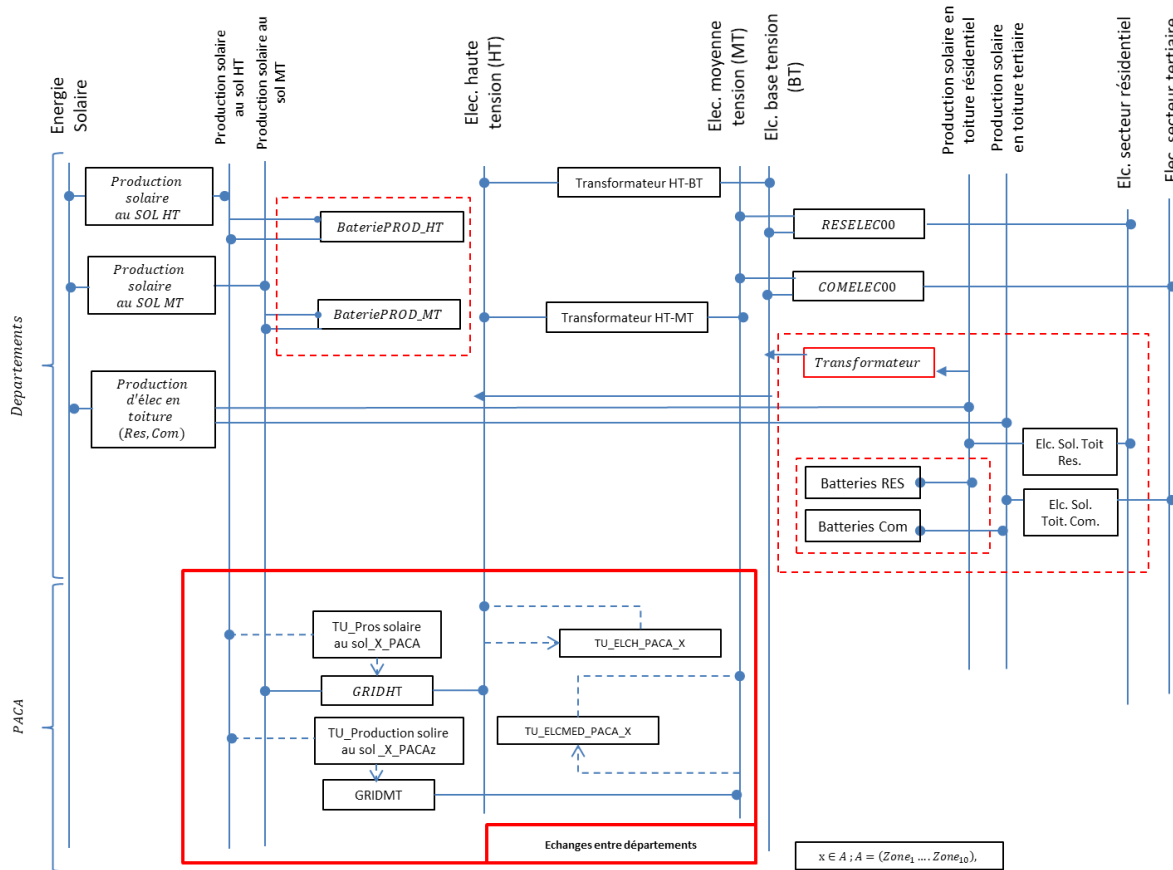 Energie
Solaire
Production solaire
au sol HT
Production solaire au
sol MT
Elec. haute
tension (HT)
Elec. moyenne
tension (MT)
Elc. base tension
(BT)
Production solaire en
toiture résidentiel
Production solaire
en toiture tertiaire
Elc. secteur résidentiel
Elec. secteur tertiaire
Departements
Production
solaire
au SOL HT
BateriePROD_HT
Transformateur HT-BT
RESELEC00
Production
solaire
au SOL MT
BateriePROD_MT
Transformateur HT-MT
COMELEC00
Transformateur
Production
d'élec en
toiture
(Res, Com)
Elc. Sol. Toit
Res.
Batteries RES
Elc. Sol.
Toit. Com.
Batteries Com
PACA
TU_Pros solaire
au sol_X_PACA
TU_ELCH_PACA_X
GRIDHT
TU_Production solire
au sol _X_PACAz
TU_ELCMED_PACA_X
GRIDMT
Echanges entre départements
x ∈ A ; A = (Zone₁ .... Zone₁₀),